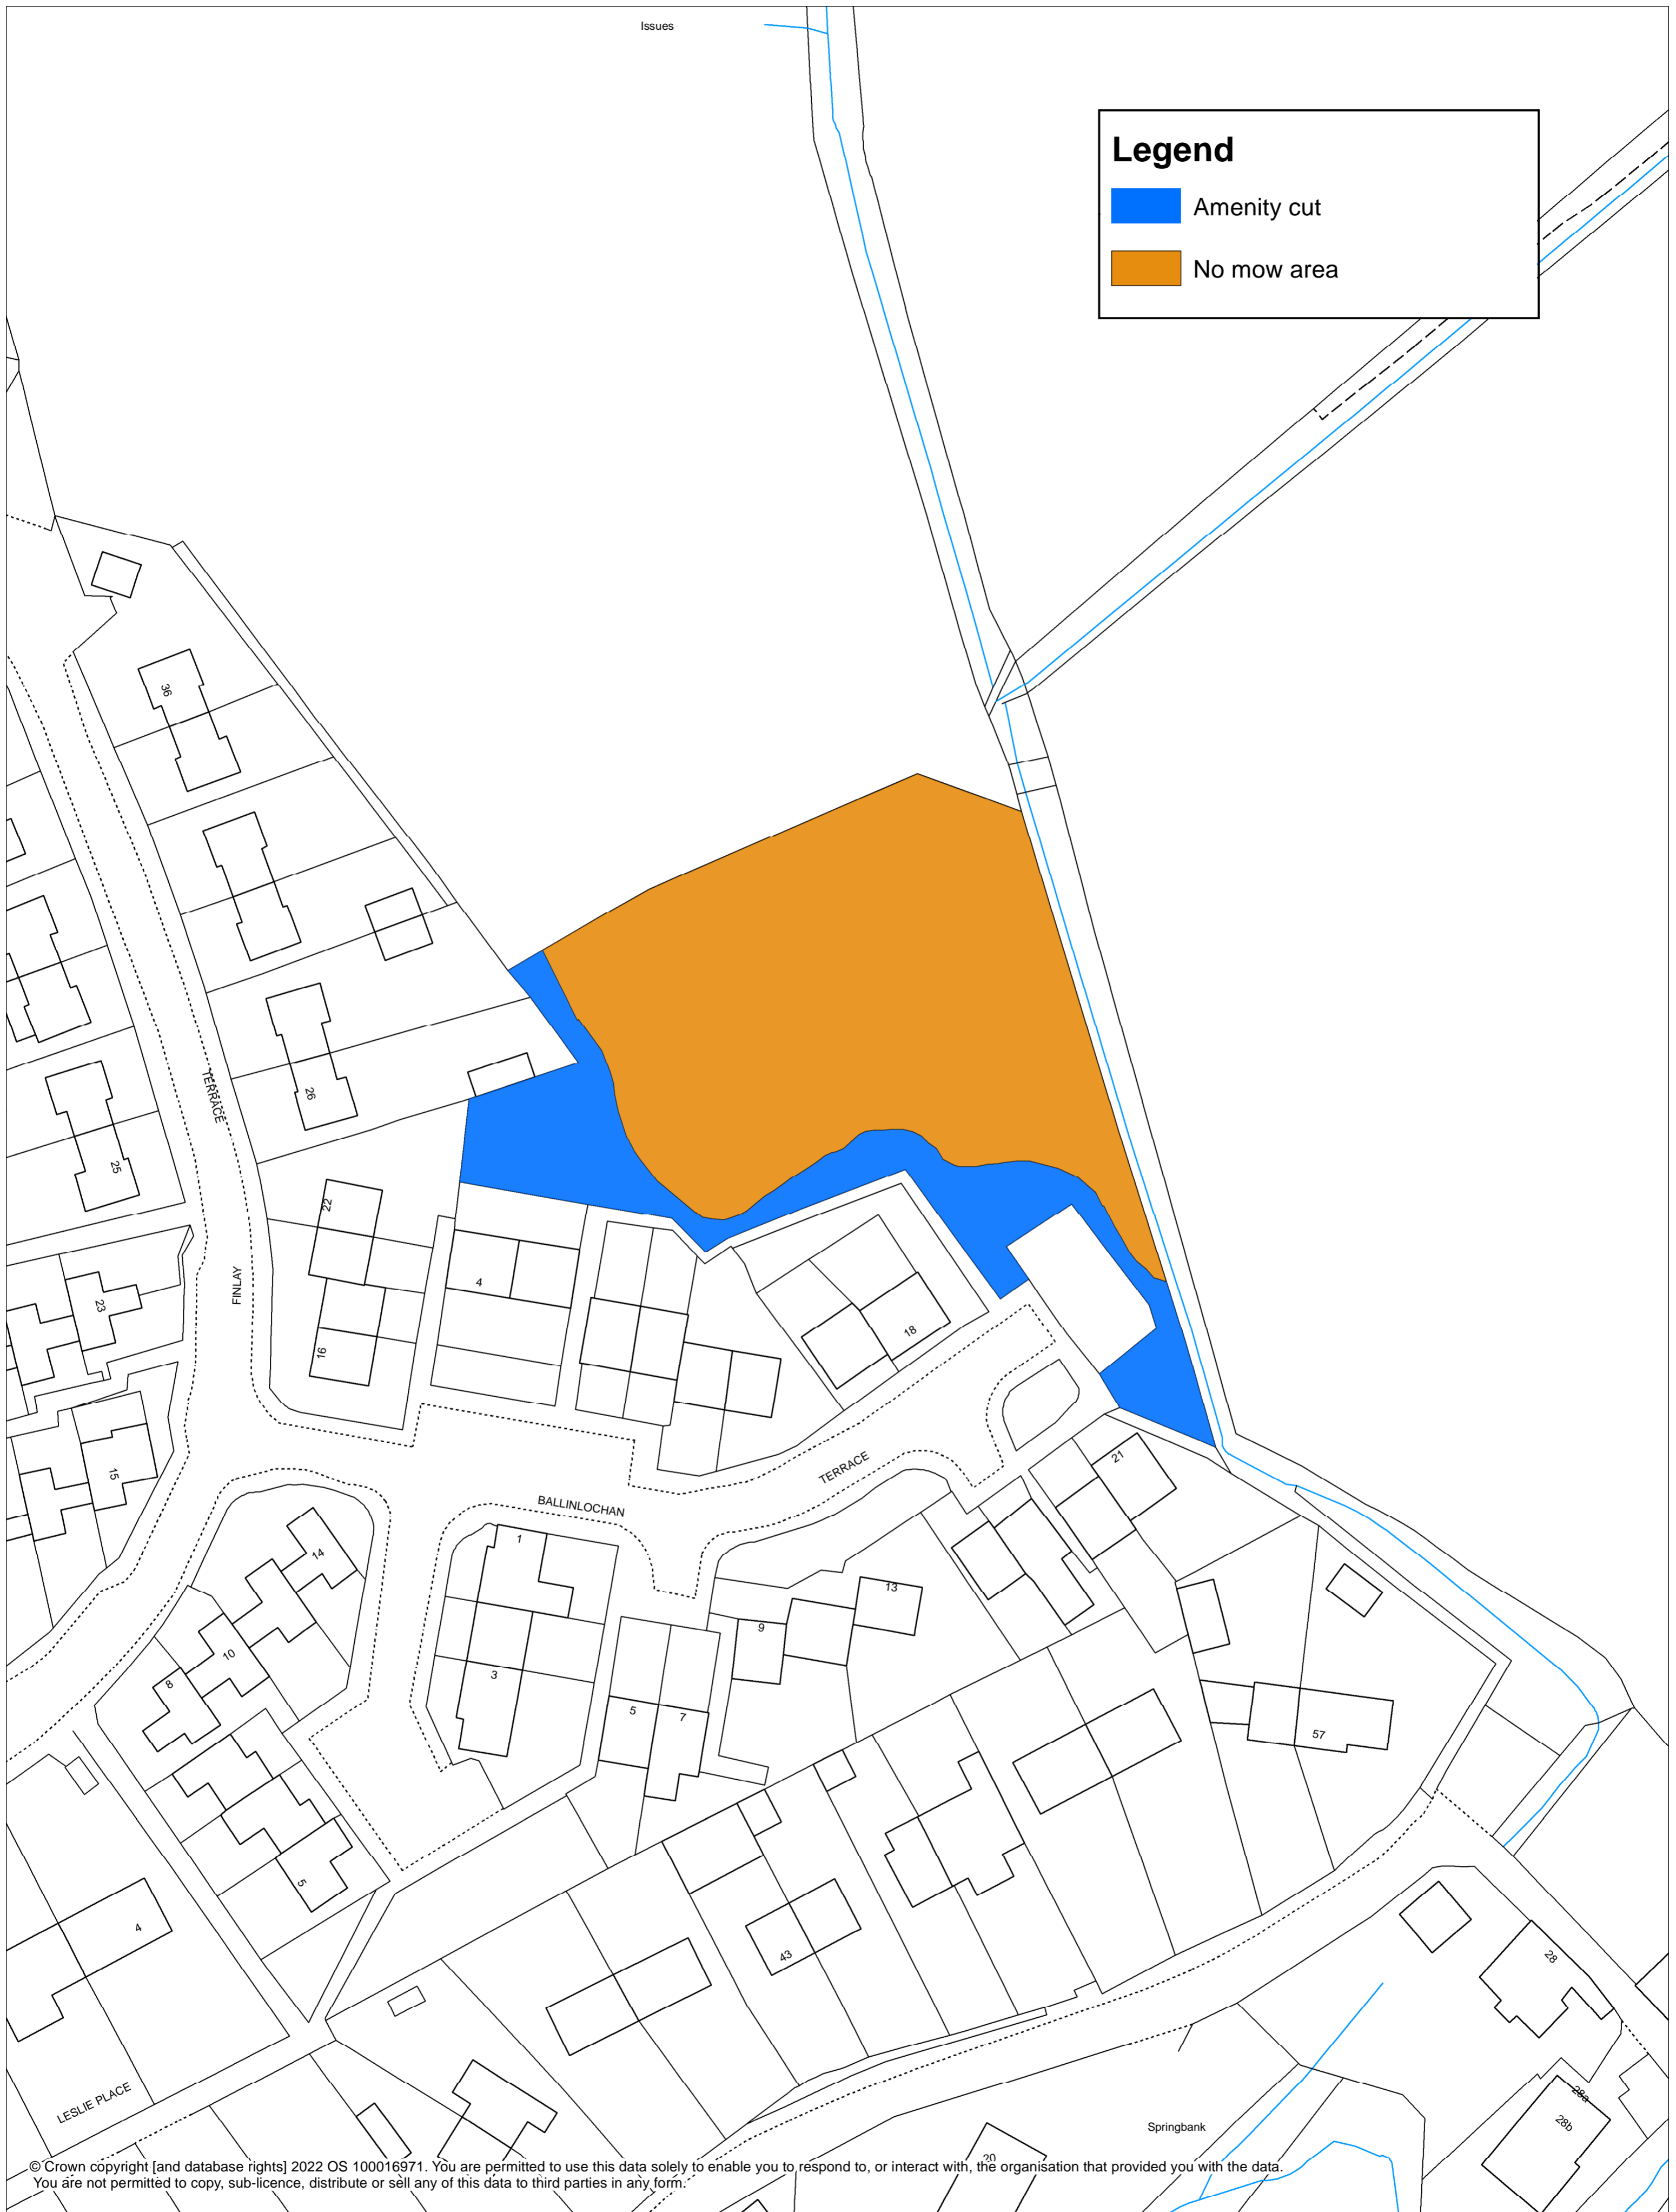 Issues
Legend
Amenity cut
No mow area
36
TERRACE
26
25
22
FINLAY
23
4
16
18
15
TERRACE
21
BALLINLOCHAN
1
14
13
9
10
3
8
5
7
57
5
4
43
28
LESLIE PLACE
28a
28b
Springbank
20
© Crown copyright [and database rights] 2022 OS 100016971. You are permitted to use this data solely to enable you to respond to, or interact with, the organisation that provided you with the data.
You are not permitted to copy, sub-licence, distribute or sell any of this data to third parties in any form.